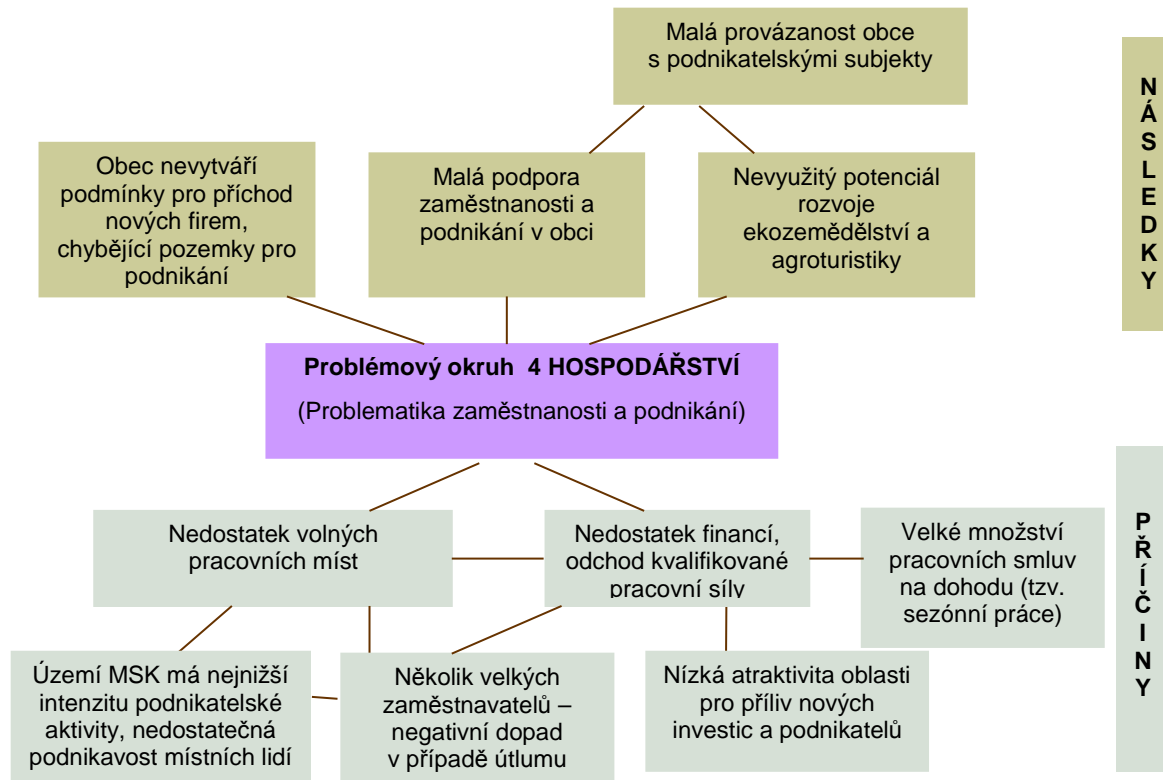 Malá provázanost obce
s podnikatelskými subjekty
NÁSLEDKY
Obec nevytváří
podmínky pro příchod
nových firem,
chybějící pozemky pro
podnikání
Malá podpora
zaměstnanosti a
podnikání v obci
Nevyužitý potenciál
rozvoje
ekozemědělství a
agroturistiky
Problémový okruh 4 HOSPODÁŘSTVÍ
(Problematika zaměstnanosti a podnikání)
PŘÍČINY
Nedostatek volných
pracovních míst
Nedostatek financí,
odchod kvalifikované
pracovní síly
Velké množství
pracovních smluv
na dohodu (tzv.
sezónní práce)
Území MSK má nejnižší
intenzitu podnikatelské
aktivity, nedostatečná
podnikavost místních lidí
Několik velkých
zaměstnavatelů –
negativní dopad
v případě útlumu
Nízká atraktivita oblasti
pro příliv nových
investic a podnikatelů